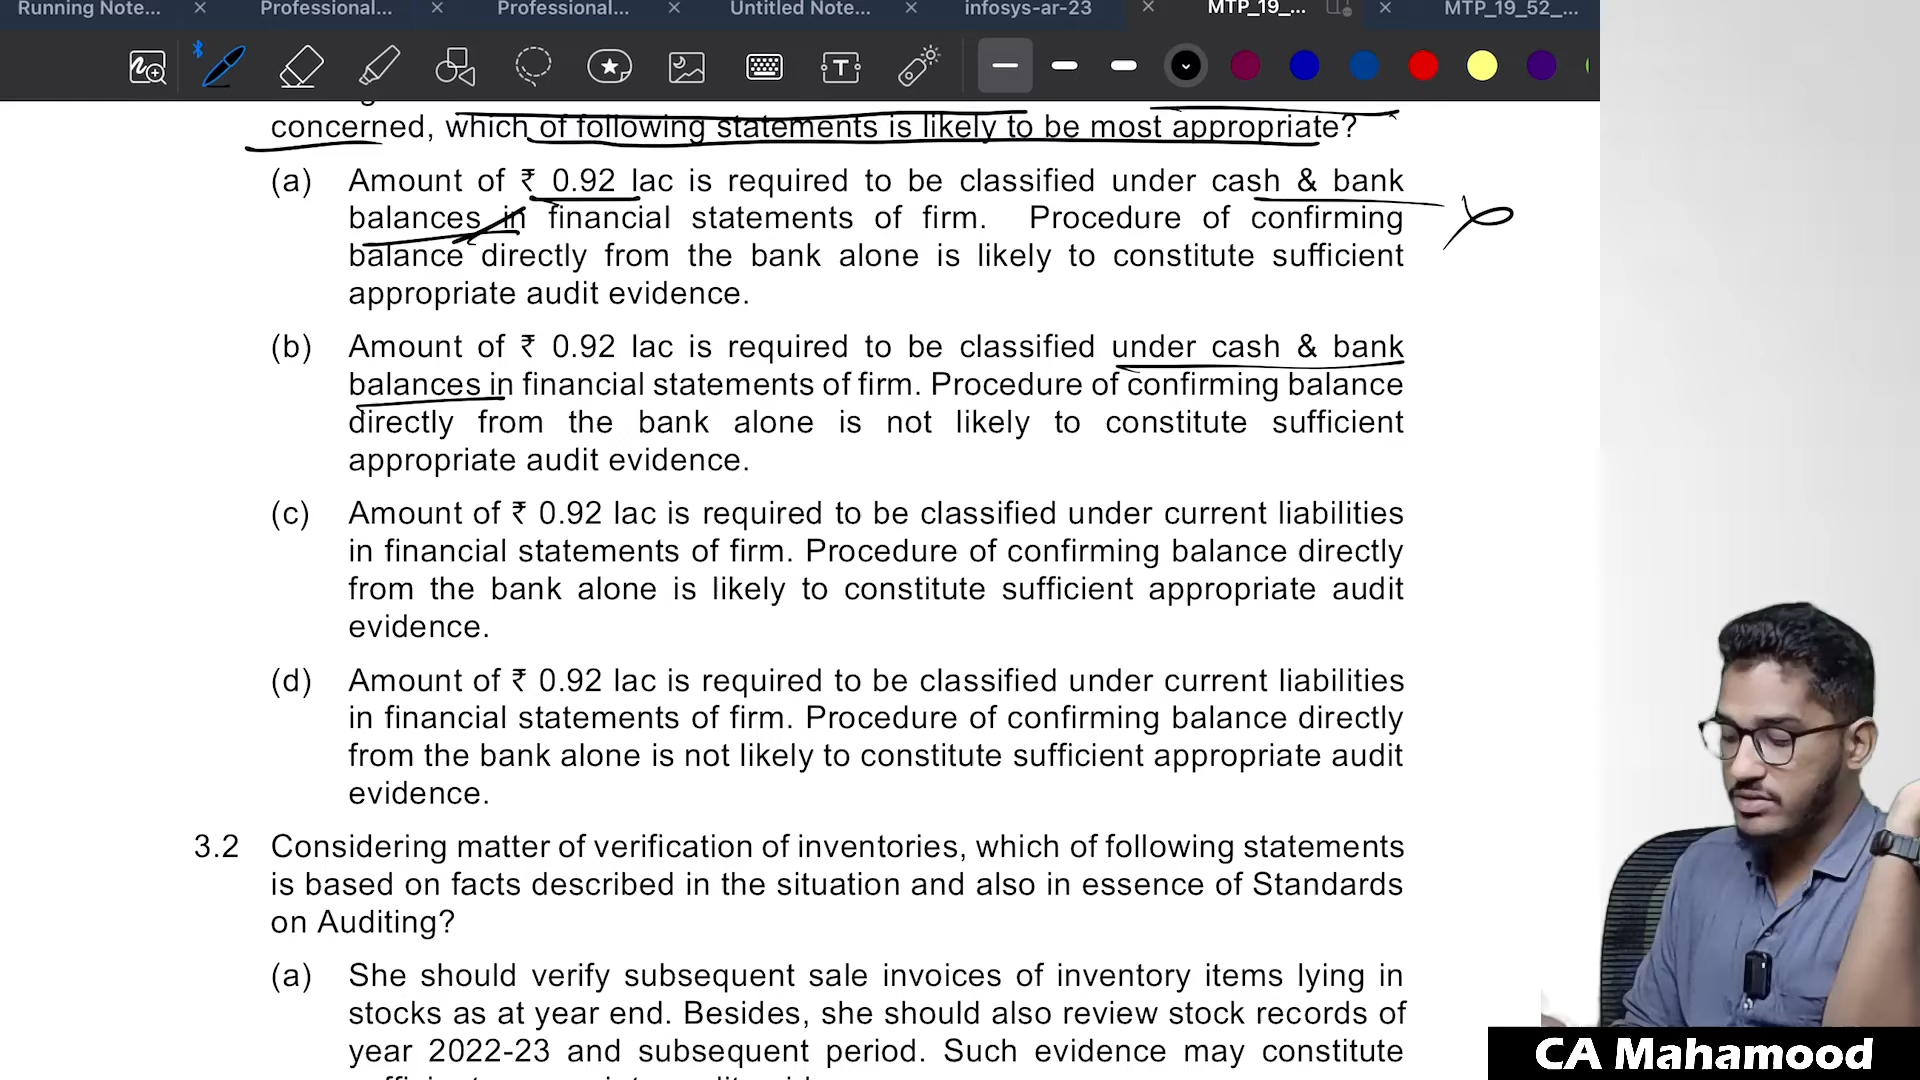 Running Note...
Professional...
Professional...
Untitled Note...
infosys-ar-23
MTP_19_...
MTP_19_52_...
concerned, which of following statements is likely to be most appropriate?
(a) Amount of ₹ 0.92 lac is required to be classified under cash & bank
balances in financial statements of firm. Procedure of confirming
balance directly from the bank alone is likely to constitute sufficient
appropriate audit evidence.
(b) Amount of ₹ 0.92 lac is required to be classified under cash & bank
balances in financial statements of firm. Procedure of confirming balance
directly from the bank alone is not likely to constitute sufficient
appropriate audit evidence.
(c) Amount of ₹ 0.92 lac is required to be classified under current liabilities
in financial statements of firm. Procedure of confirming balance directly
from the bank alone is likely to constitute sufficient appropriate audit
evidence.
(d) Amount of ₹ 0.92 lac is required to be classified under current liabilities
in financial statements of firm. Procedure of confirming balance directly
from the bank alone is not likely to constitute sufficient appropriate audit
evidence.
3.2 Considering matter of verification of inventories, which of following statements
is based on facts described in the situation and also in essence of Standards
on Auditing?
(a) She should verify subsequent sale invoices of inventory items lying in
stocks as at year end. Besides, she should also review stock records of
year 2022-23 and subsequent period. Such evidence may constitute
CA Mahamood